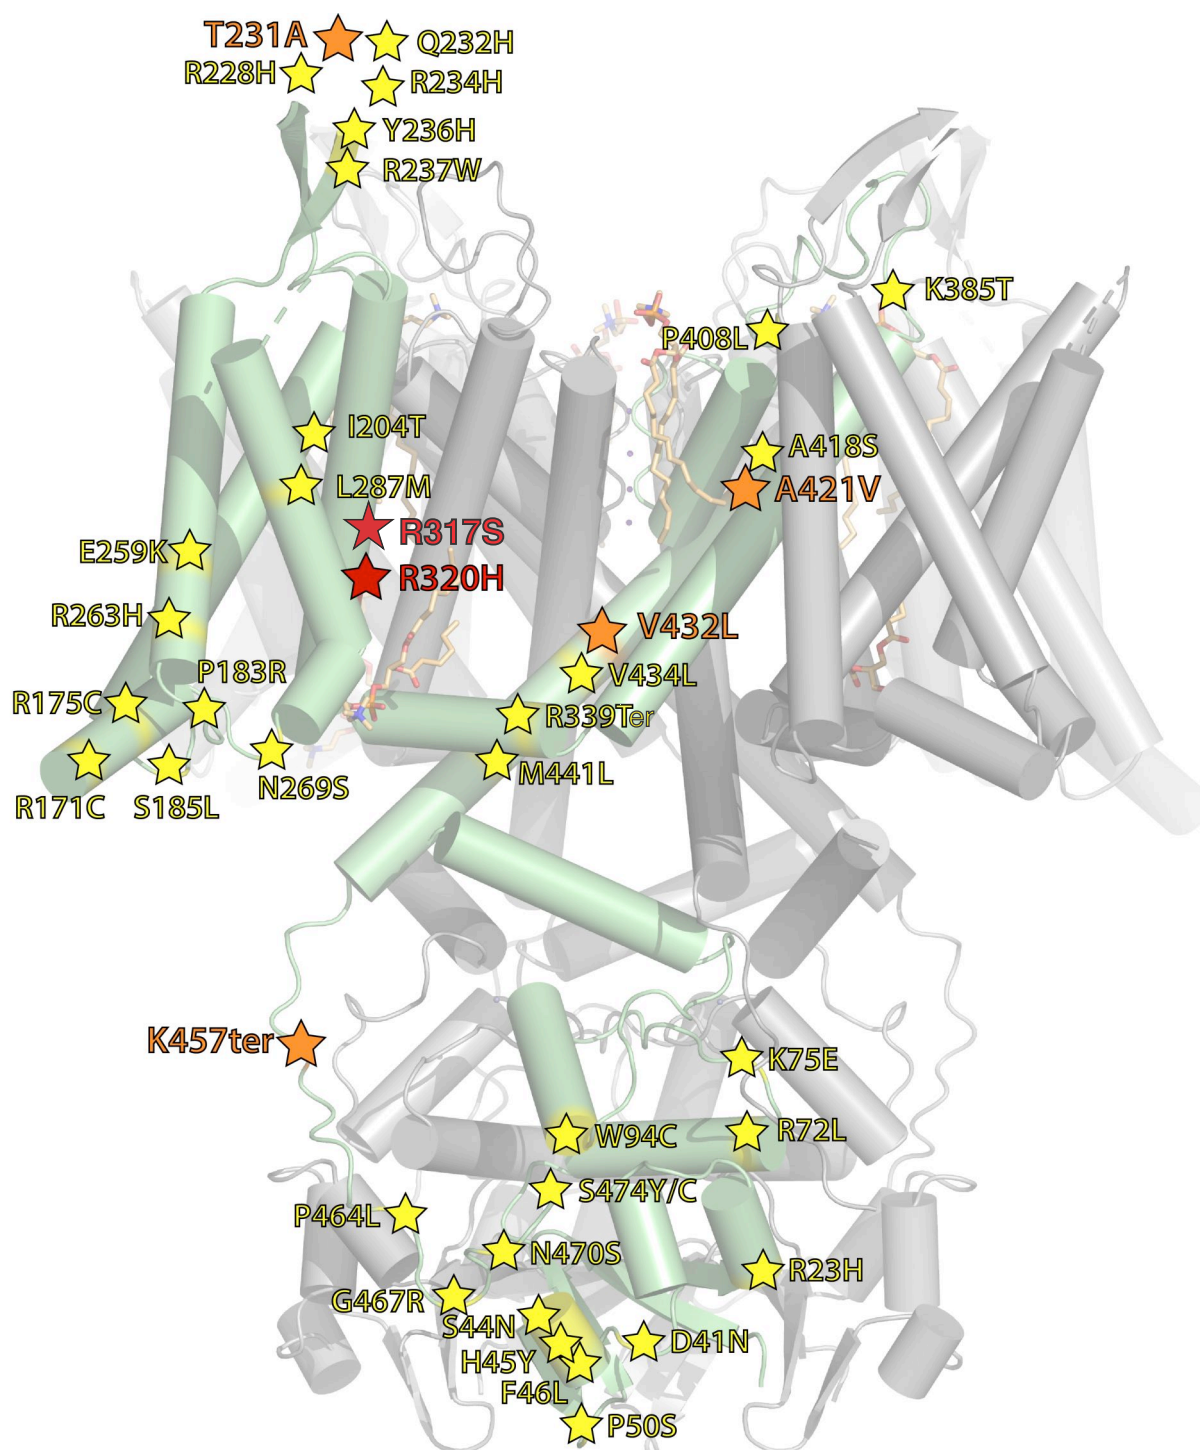 T231A
Q232H
R228H
R234H
Y236H
R237W
K385T
P408L
I204T
A418S
L287M
A421V
R317S
E259K
R320H
R263H
V432L
P183R
V434L
R175C
R339Ter
M441L
N269S
R171C
S185L
K457ter
K75E
R72L
W94C
S474Y/C
P464L
N470S
R23H
G467R
S44N
D41N
H45Y
F46L
P50S